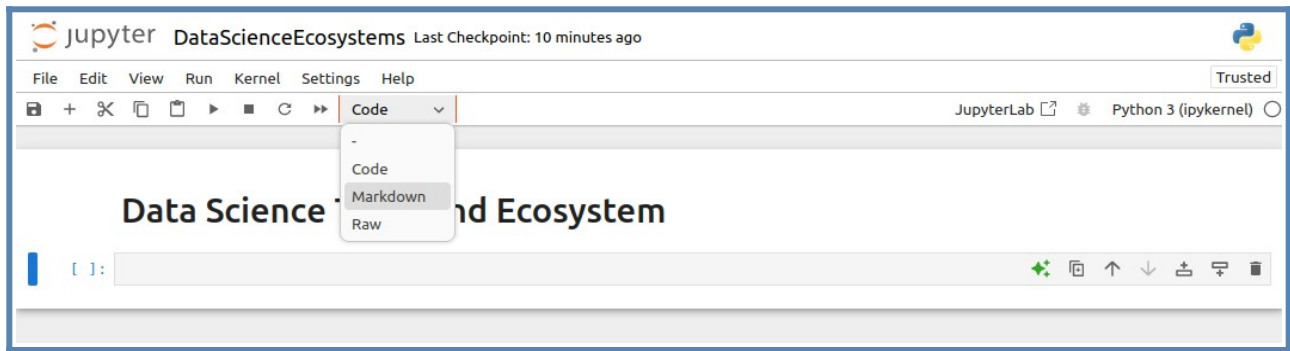 jupyter DataScienceEcosystems Last Checkpoint: 10 minutes ago
File Edit View Run Kernel Settings Help Trusted
Code JupyterLab Python 3 (ipykernel)
-
Code
Markdown
Raw
Data Science nd Ecosystem
[ ]: